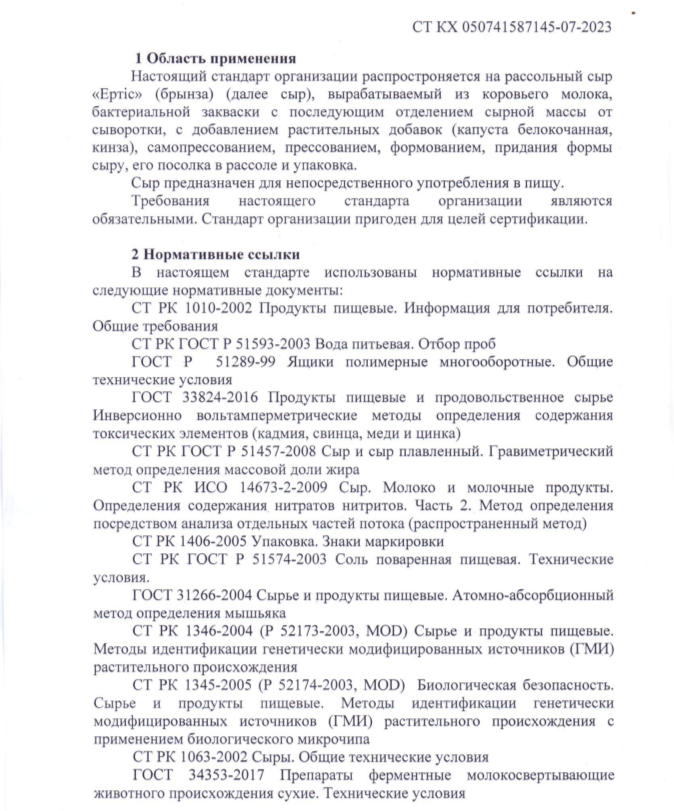 СТ КХ 050741587145-07-2023
1 Область применения
Настоящий стандарт организации распростроняется на рассольный сыр
«Ертіс» (брынза) (далее сыр), вырабатываемый из коровьего молока,
бактериальной закваски с последующим отделением сырной массы от
сыворотки, с добавлением растительных добавок (капуста белокочанная,
кинза), самопрессованием, прессованием, формованием, придания формы
сыру, его посолка в рассоле и упаковка.
Сыр предназначен для непосредственного употребления в пищу.
Требования настоящего стандарта организации являются
обязательными. Стандарт организации пригоден для целей сертификации.
2 Нормативные ссылки
В настоящем стандарте использованы нормативные ссылки на
следующие нормативные документы:
СТ РК 1010-2002 Продукты пищевые. Информация для потребителя.
Общие требования
СТ РК ГОСТ Р 51593-2003 Вода питьевая. Отбор проб
ГОСТ Р 51289-99 Ящики полимерные многооборотные. Общие
технические условия
ГОСТ 33824-2016 Продукты пищевые и продовольственное сырье
Инверсионно вольтамперметрические методы определения содержания
токсических элементов (кадмия, свинца, меди и цинка)
СТ РК ГОСТ Р 51457-2008 Сыр и сыр плавленный. Гравиметрический
метод определения массовой доли жира
СТ РК ИСО 14673-2-2009 Сыр. Молоко и молочные продукты.
Определения содержания нитратов нитритов. Часть 2. Метод определения
посредством анализа отдельных частей потока (распространенный метод)
СТ РК 1406-2005 Упаковка. Знаки маркировки
СТ РК ГОСТ Р 51574-2003 Соль поваренная пищевая. Технические
условия.
ГОСТ 31266-2004 Сырье и продукты пищевые. Атомно-абсорбционный
метод определения мышьяка
СТ РК 1346-2004 (Р 52173-2003, MOD) Сырье и продукты пищевые.
Методы идентификации генетически модифицированных источников (ГМИ)
растительного происхождения
СТ РК 1345-2005 (Р 52174-2003, MOD) Биологическая безопасность.
Сырье и продукты пищевые. Методы идентификации генетически
модифицированных источников (ГМИ) растительного происхождения с
применением биологического микрочипа
СТ РК 1063-2002 Сыры. Общие технические условия
ГОСТ 34353-2017 Препараты ферментные молокосвертывающие
животного происхождения сухие. Технические условия